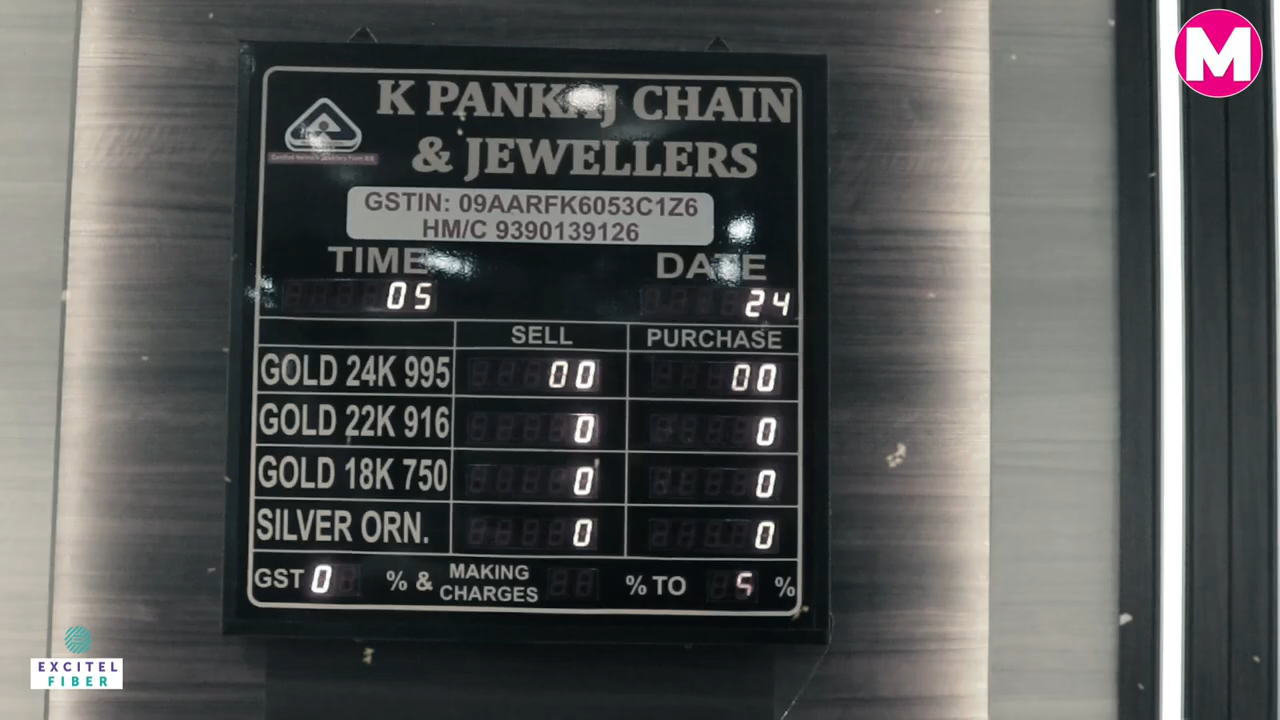 M
K PANKAJ CHAIN
& JEWELLERS
GSTIN: 09AARFK6053C1Z6
HM/C 9390139126
TIME DATE
05 24
SELL PURCHASE
GOLD 24K 995 00 00
GOLD 22K 916 0 0
GOLD 18K 750 0 0
SILVER ORN. 0 0
GST 0 % & MAKING CHARGES % TO 5 %
EXCITEL
FIBER